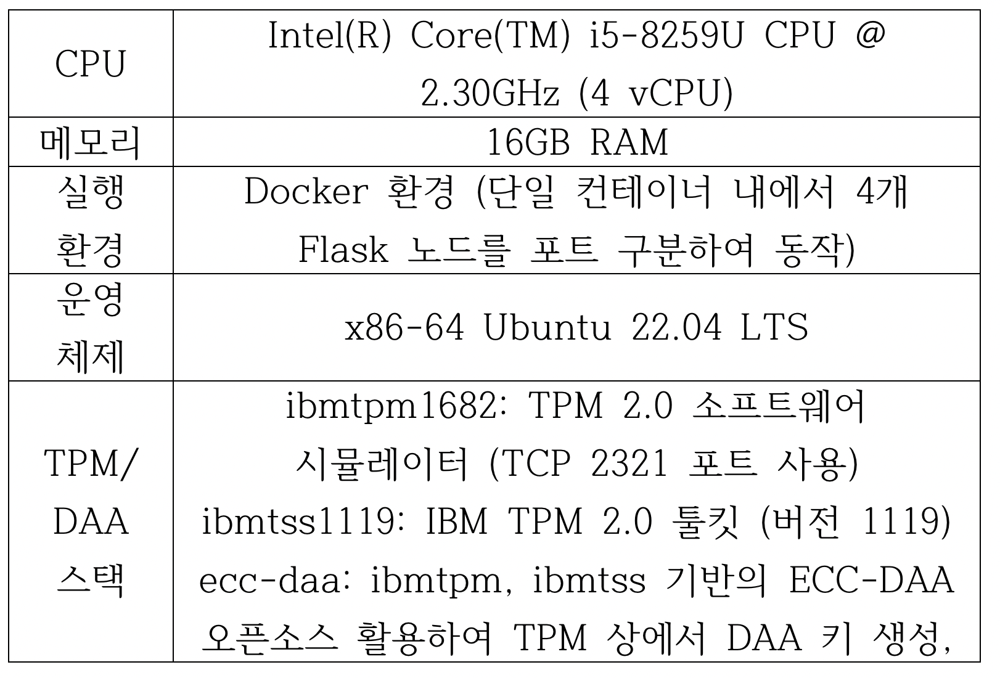 CPU
Intel(R) Core(TM) i5-8259U CPU @
2.30GHz (4 vCPU)
메모리
16GB RAM
실행
환경
Docker 환경 (단일 컨테이너 내에서 4개
Flask 노드를 포트 구분하여 동작)
운영
체제
x86-64 Ubuntu 22.04 LTS
TPM/
DAA
스택
ibmtpm1682: TPM 2.0 소프트웨어
시뮬레이터 (TCP 2321 포트 사용)
ibmtss1119: IBM TPM 2.0 툴킷 (버전 1119)
ecc-daa: ibmtpm, ibmtss 기반의 ECC-DAA
오픈소스 활용하여 TPM 상에서 DAA 키 생성,